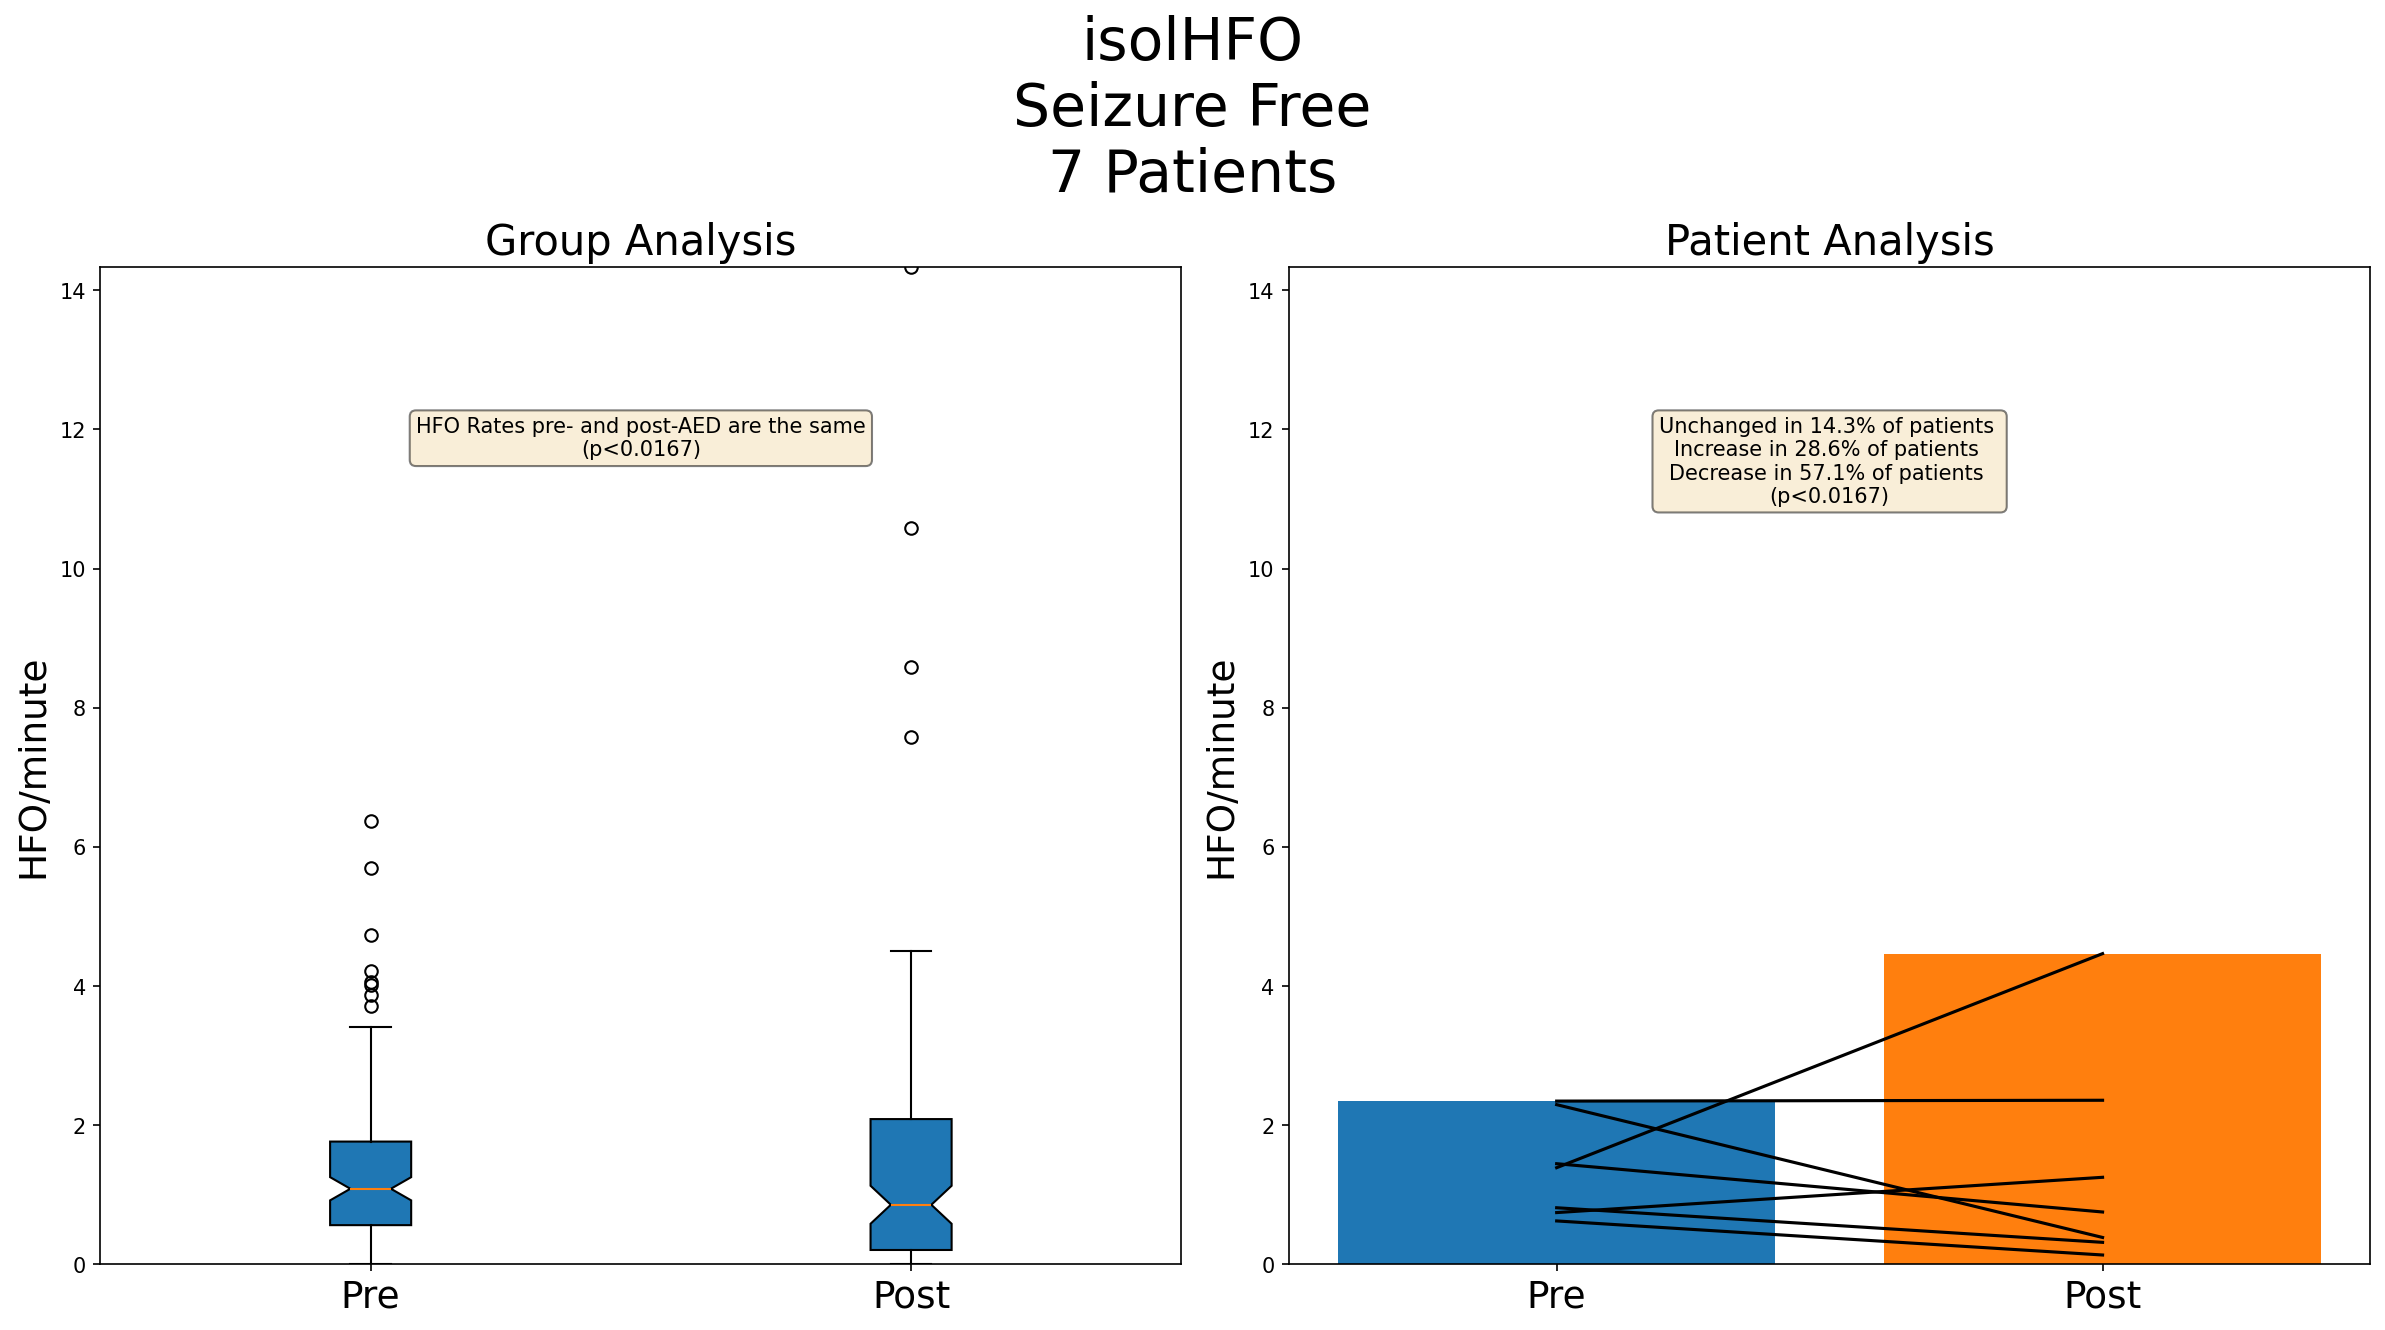 isolHFO
Seizure Free
7 Patients
Group Analysis
14
12
10
8
6
4
2
0
HFO/minute
HFO Rates pre- and post-AED are the same
(p<0.0167)
Pre
Post
Patient Analysis
14
12
10
8
6
4
2
0
HFO/minute
Unchanged in 14.3% of patients
Increase in 28.6% of patients
Decrease in 57.1% of patients
(p<0.0167)
Pre
Post